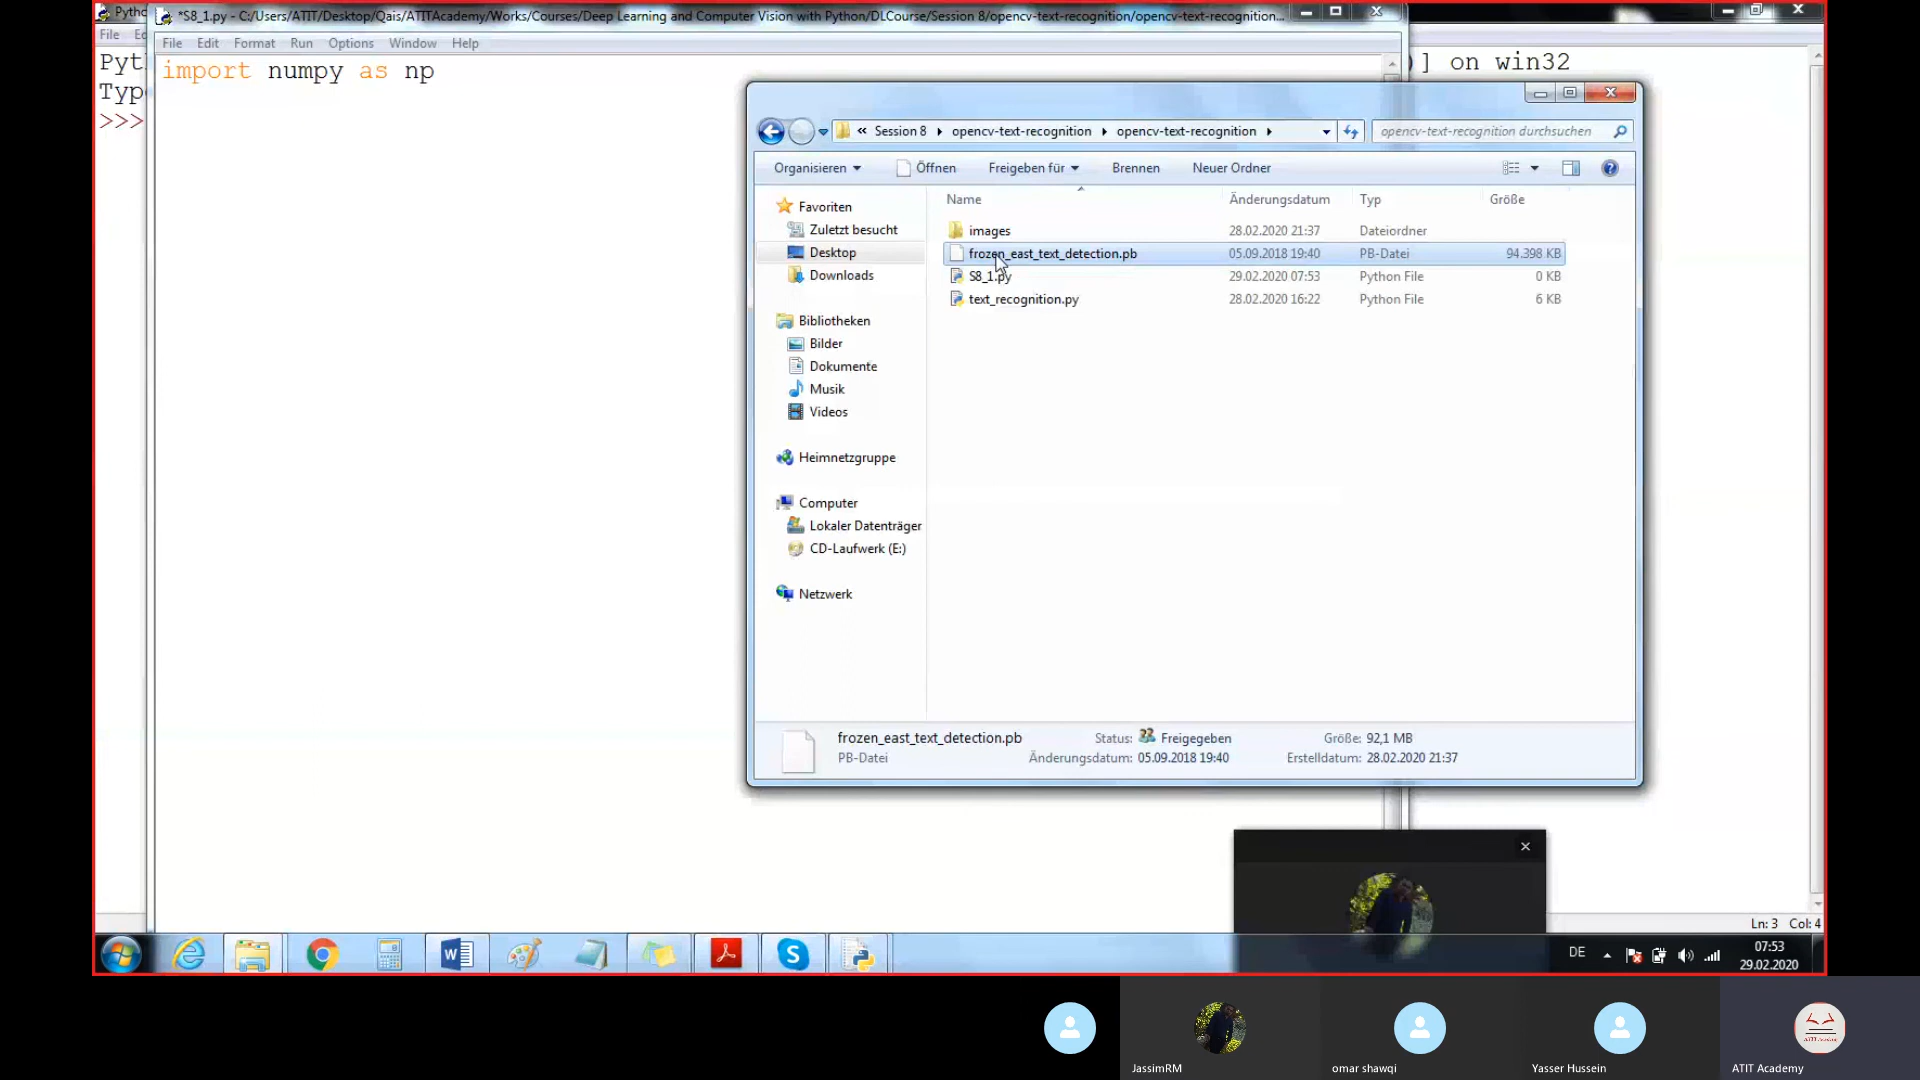 Pyth
*S8_1.py - C:/Users/ATIT/Desktop/Qais/ATITAcademy/Works/Courses/Deep Learning and Computer Vision with Python/DLCourse/Session 8/opencv-text-recognition/opencv-text-recognition...
File Ed
File Edit Format Run Options Window Help
Pyt
)] on win32
import numpy as np
Type
>>>
« Session 8 opencv-text-recognition opencv-text-recognition
opencv-text-recognition durchsuchen
Organisieren Öffnen Freigeben für Brennen Neuer Ordner
Name Änderungsdatum Typ Größe
images 28.02.2020 21:37 Dateiordner
frozen_east_text_detection.pb 05.09.2018 19:40 PB-Datei 94.398 KB
S8_1.py 29.02.2020 07:53 Python File 0 KB
text_recognition.py 28.02.2020 16:22 Python File 6 KB
Favoriten
Zuletzt besucht
Desktop
Downloads
Bibliotheken
Bilder
Dokumente
Musik
Videos
Heimnetzgruppe
Computer
Lokaler Datenträger
CD-Laufwerk (E:)
Netzwerk
frozen_east_text_detection.pb Status: Freigegeben Größe: 92,1 MB
PB-Datei Änderungsdatum: 05.09.2018 19:40 Erstelldatum: 28.02.2020 21:37
Ln: 3 Col: 4
DE
07:53
29.02.2020
JassimRM
omar shawqi
Yasser Hussein
ATIT Academy